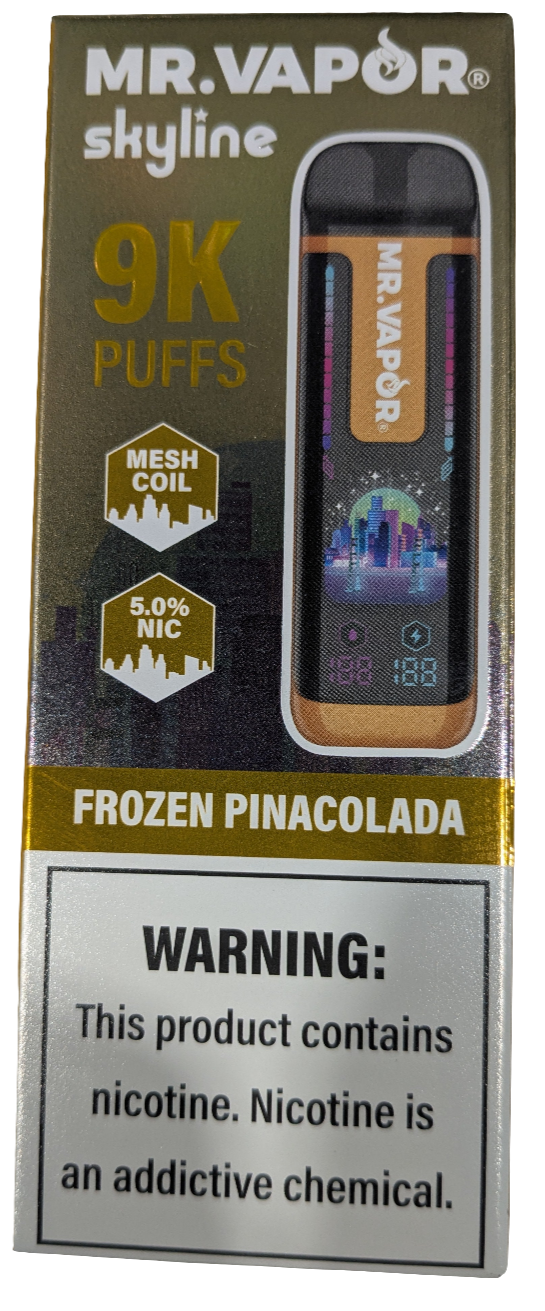 MR.VAPOR®
skyline
9K
PUFFS
MESH
COIL
5.0%
NIC
MR.VAPOR®
188
188
FROZEN PINACOLADA
WARNING:
This product contains
nicotine. Nicotine is
an addictive chemical.